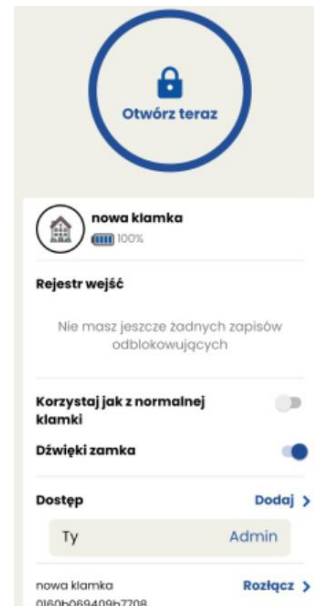 Otwórz teraz
nowa klamka
100%
Rejestr wejść
Nie masz jeszcze żadnych zapisów
odblokowujących
Korzystaj jak z normalnej
klamki
Dźwięki zamka
Dostęp Dodaj >
Ty Admin
nowa klamka Rozłącz >
0160b069409b7708